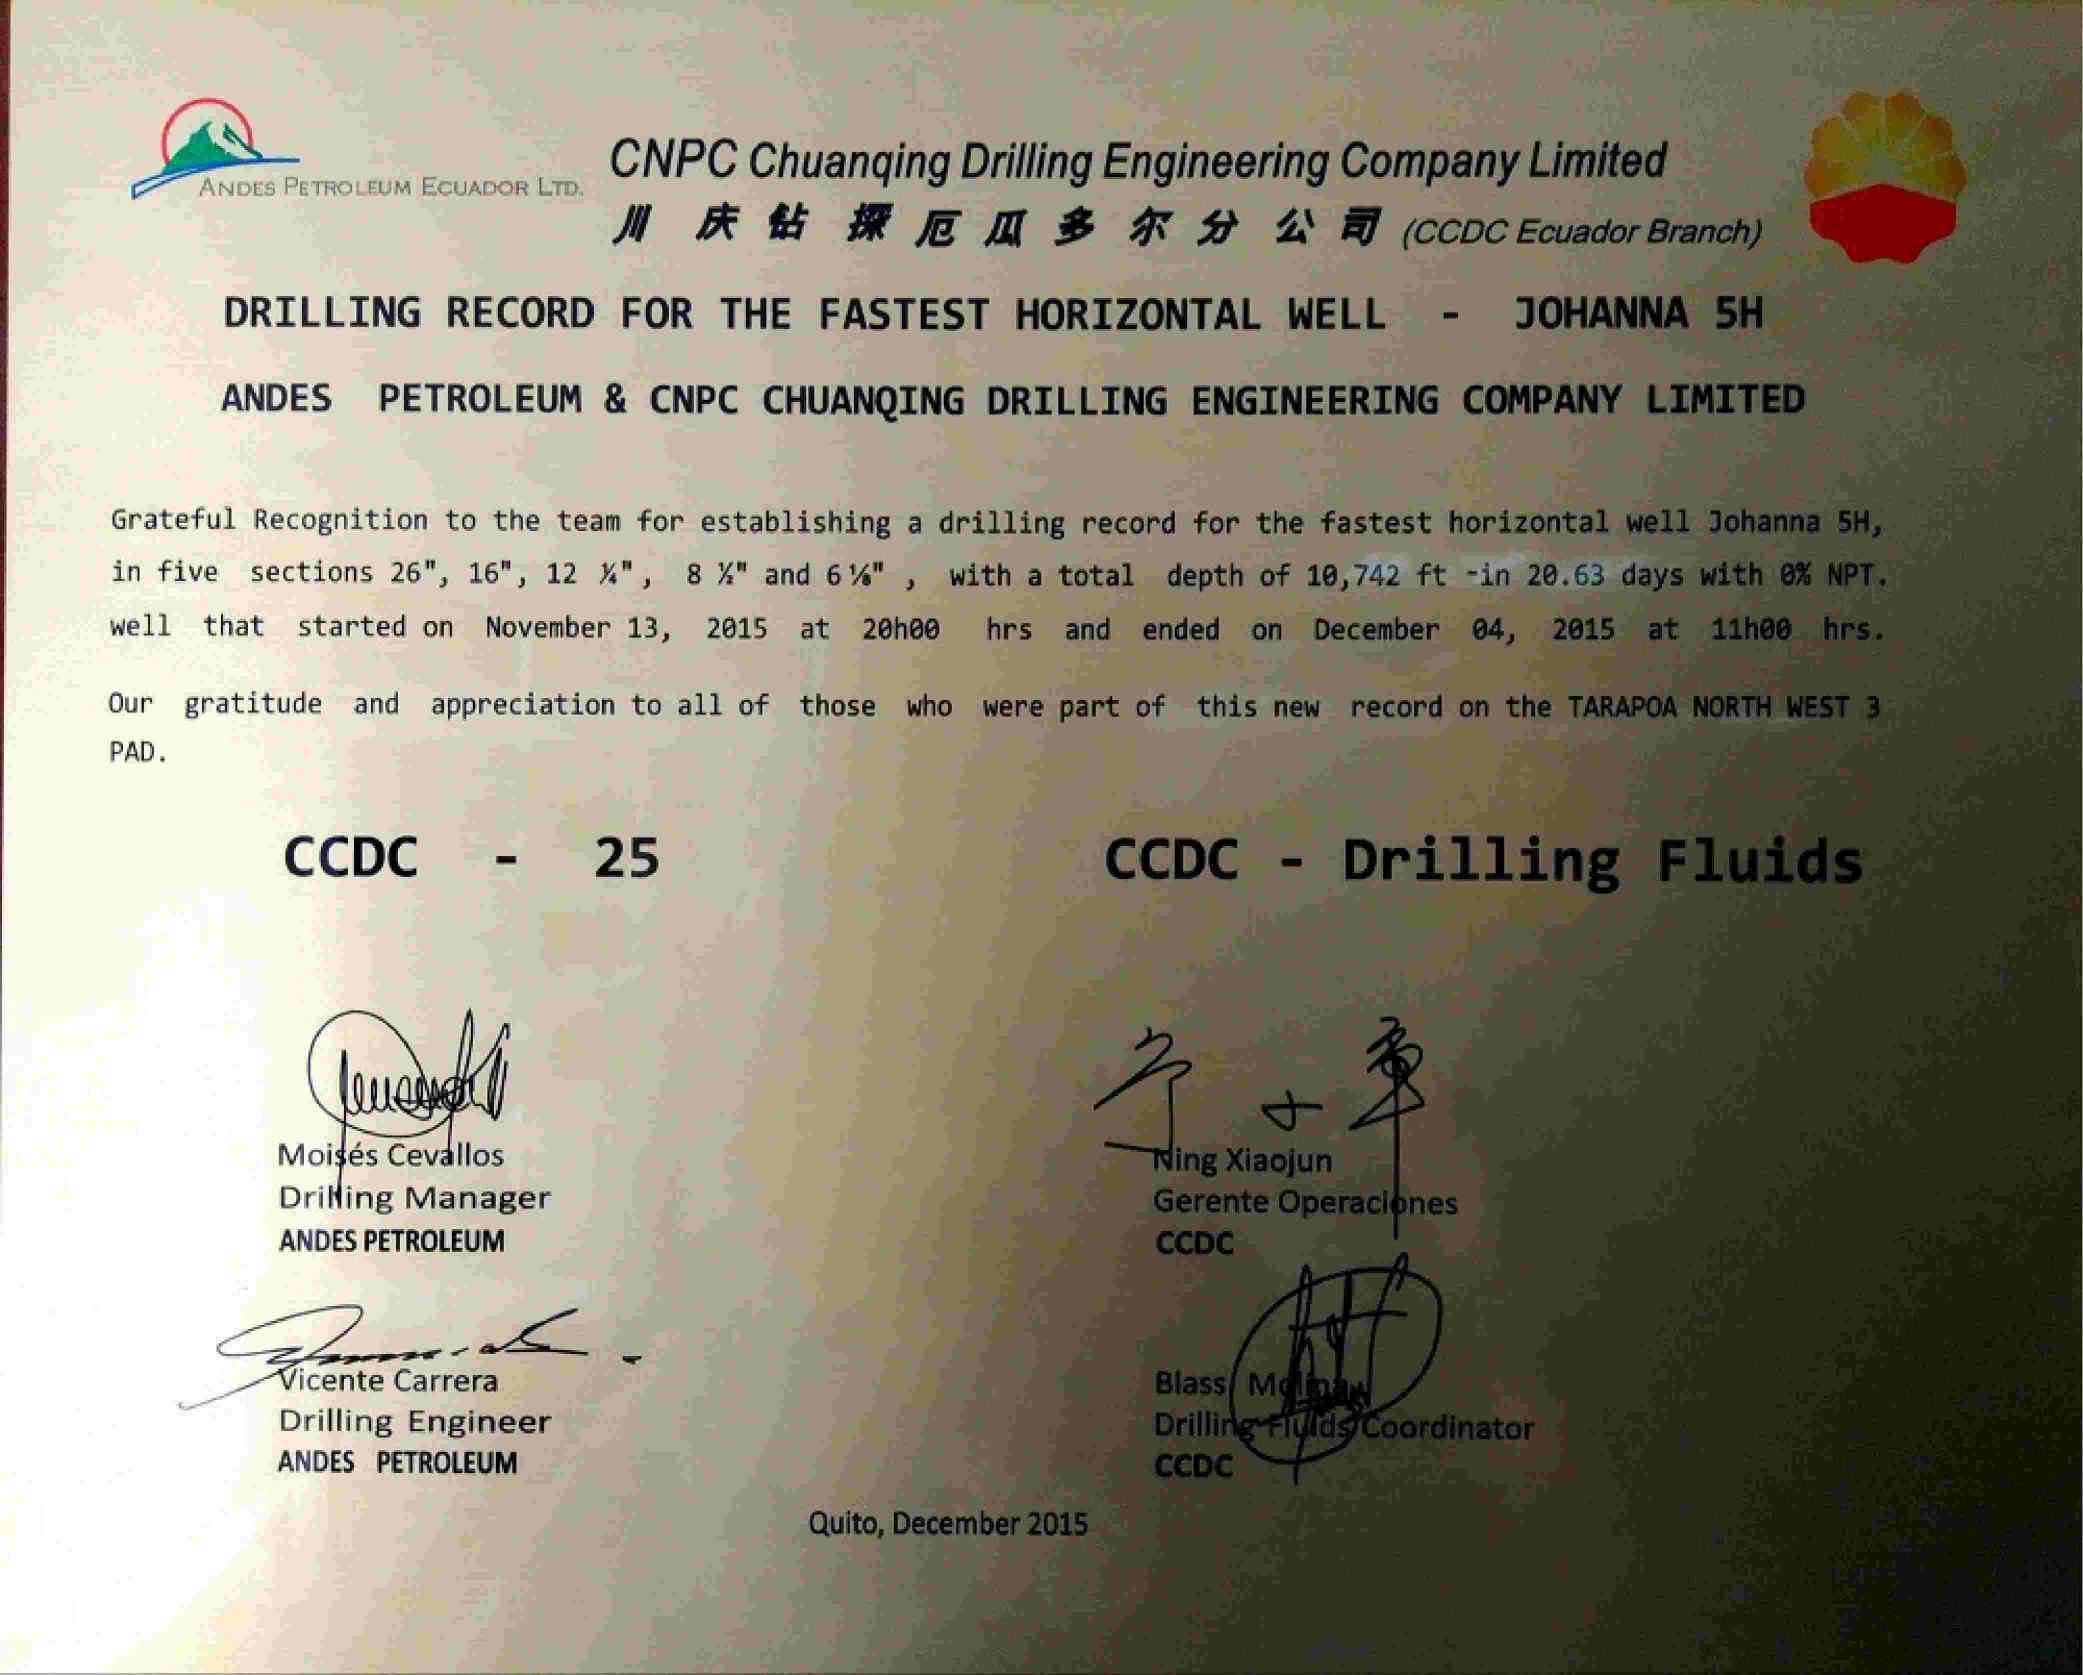 ANDES PETROLEUM ECUADOR LTD.
CNPC Chuanqing Drilling Engineering Company Limited
川 庆 钻 探 厄 瓜 多 尔 分 公 司 (CCDC Ecuador Branch)
DRILLING RECORD FOR THE FASTEST HORIZONTAL WELL - JOHANNA 5H
ANDES PETROLEUM & CNPC CHUANQING DRILLING ENGINEERING COMPANY LIMITED
Grateful Recognition to the team for establishing a drilling record for the fastest horizontal well Johanna 5H,
in five sections 26", 16", 12 ¼", 8 ½" and 6⅛" , with a total depth of 10,742 ft -in 20.63 days with 0% NPT.
well that started on November 13, 2015 at 20h00 hrs and ended on December 04, 2015 at 11h00 hrs.
Our gratitude and appreciation to all of those who were part of this new record on the TARAPOA NORTH WEST 3
PAD.
CCDC - 25
CCDC - Drilling Fluids
Moisés Cevallos
Drilling Manager
ANDES PETROLEUM
Ning Xiaojun
Gerente Operaciones
CCDC
Vicente Carrera
Drilling Engineer
ANDES PETROLEUM
Blass Molina
Drilling Fluids Coordinator
CCDC
Quito, December 2015